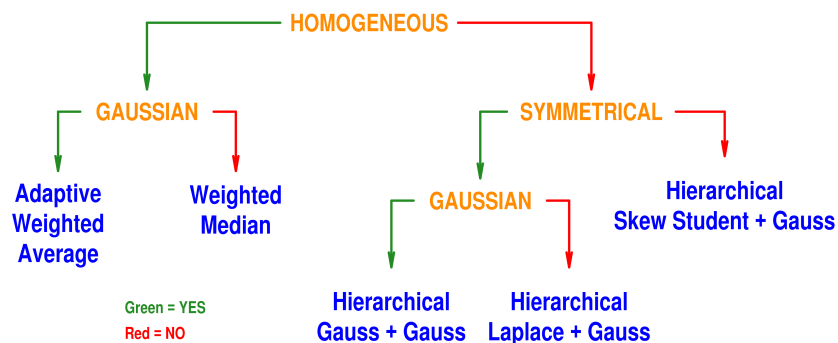 HOMOGENEOUS
GAUSSIAN
SYMMETRICAL
Adaptive
Weighted
Average
Weighted
Median
GAUSSIAN
Hierarchical
Skew Student + Gauss
Hierarchical
Gauss + Gauss
Hierarchical
Laplace + Gauss
Green = YES
Red = NO